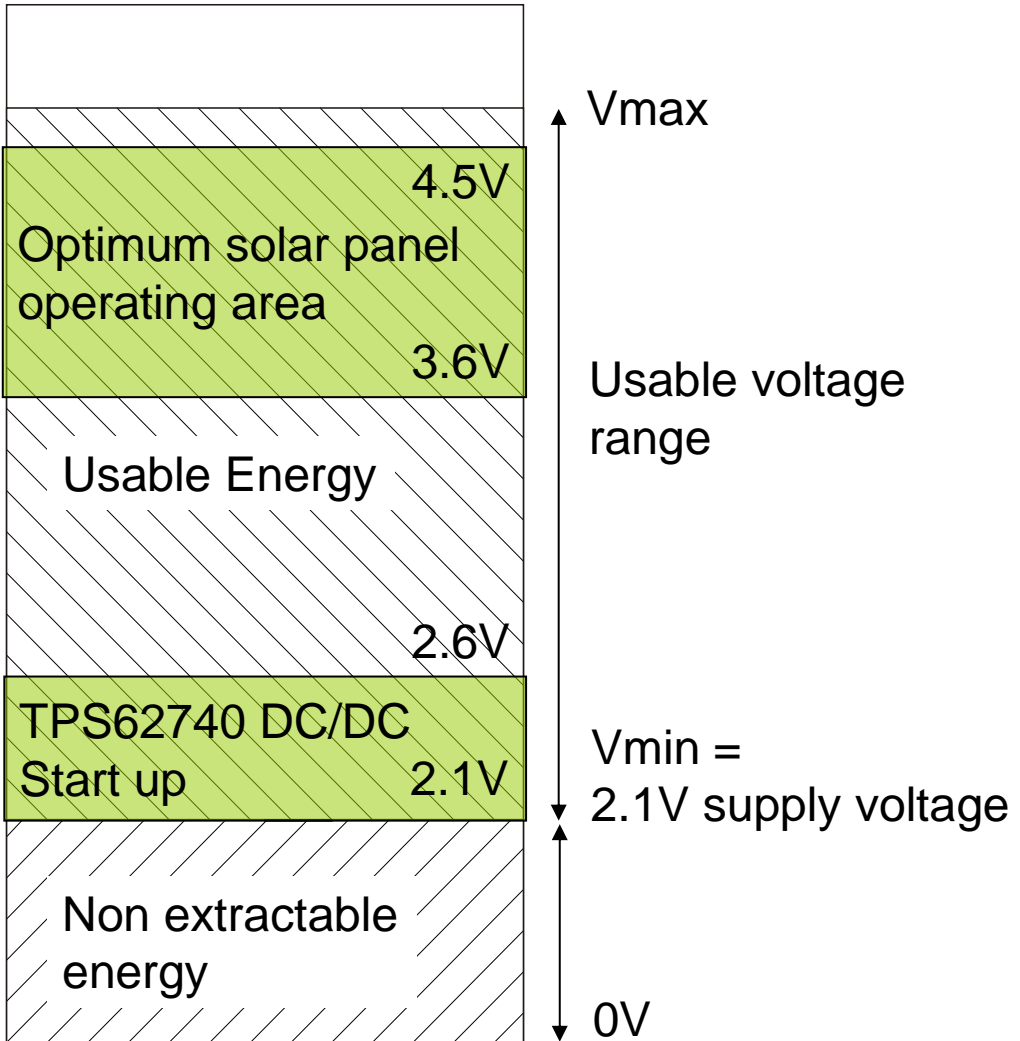 Vmax
4.5V
Optimum solar panel
operating area
3.6V
Usable voltage
range
Usable Energy
2.6V
TPS62740 DC/DC
Start up 2.1V
Vmin =
2.1V supply voltage
Non extractable
energy
0V